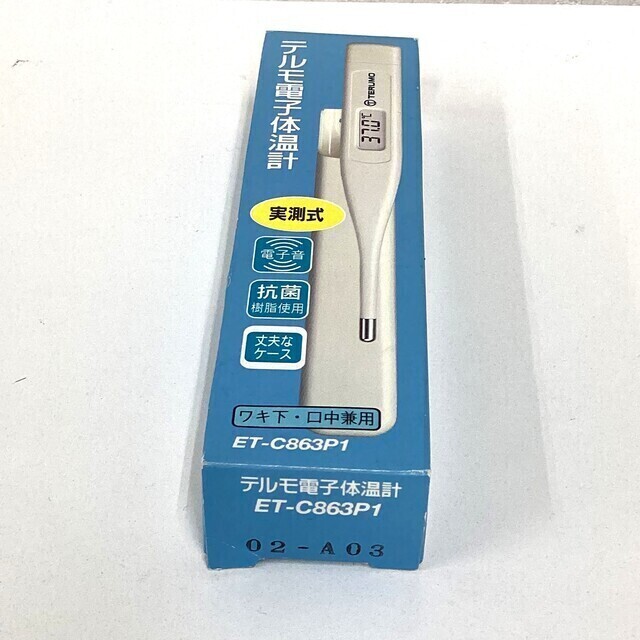 テルモ電子体温計
TERUMO
37.0℃
実測式
電子音
抗菌
樹脂使用
丈夫な
ケース
ワキ下・口中兼用
ET-C863P1
テルモ電子体温計
ET-C863P1
02-A03